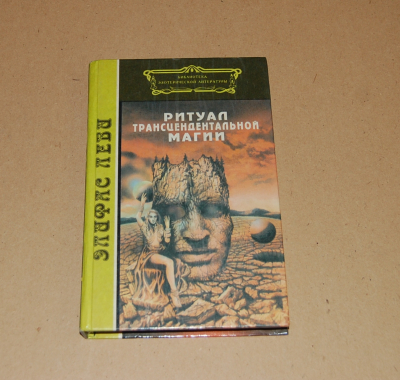 БИБЛИОТЕКА
ЭЗОТЕРИЧЕСКОЙ ЛИТЕРАТУРЫ
РИТУАЛ
ТРАНСЦЕНДЕНТАЛЬНОЙ
МАГИИ
ЭЛИФАС ЛЕВИ